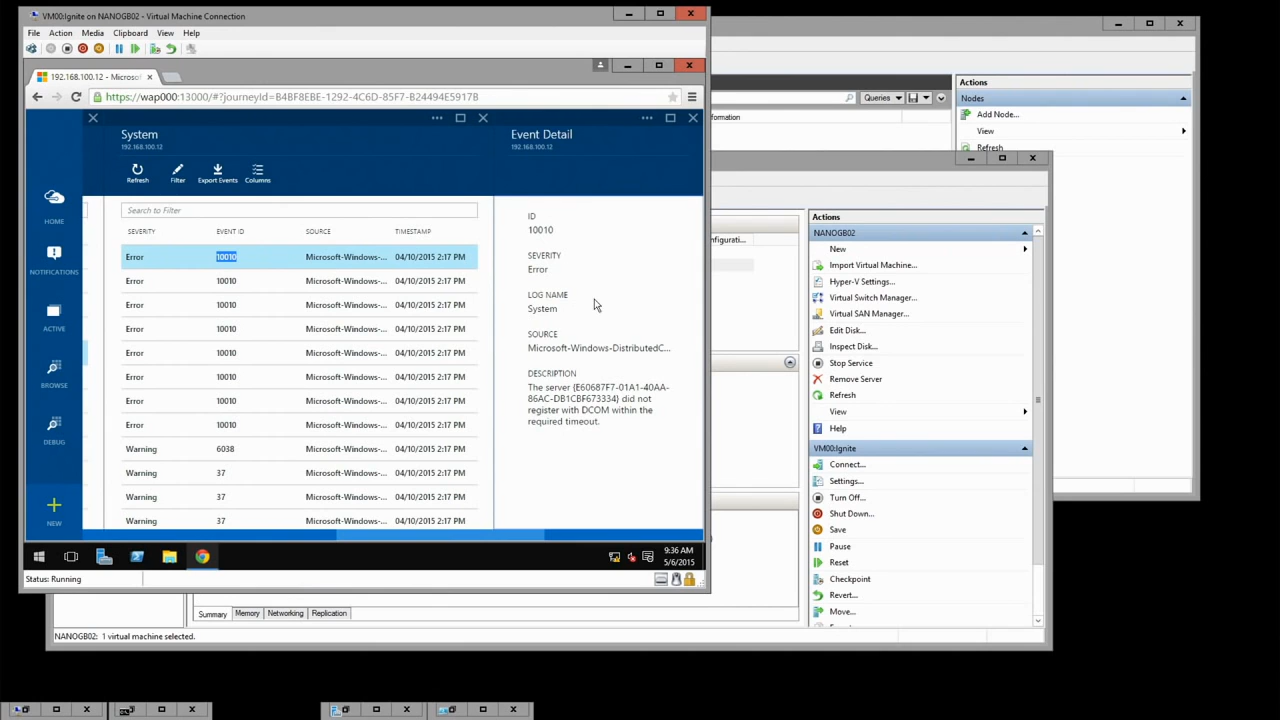 VM00:Ignite on NANOGB02 - Virtual Machine Connection
File Action Media Clipboard View Help
192.168.100.12 - Microsof
https://wap000:13000/#?journeyId=B4BF8EBE-1292-4C6D-85F7-B24494E5917B
System
192.168.100.12
Refresh Filter Export Events Columns
Search to Filter
SEVERITY EVENT ID SOURCE TIMESTAMP
Error 10010 Microsoft-Windows-... 04/10/2015 2:17 PM
Error 10010 Microsoft-Windows-... 04/10/2015 2:17 PM
Error 10010 Microsoft-Windows-... 04/10/2015 2:17 PM
Error 10010 Microsoft-Windows-... 04/10/2015 2:17 PM
Error 10010 Microsoft-Windows-... 04/10/2015 2:17 PM
Error 10010 Microsoft-Windows-... 04/10/2015 2:17 PM
Error 10010 Microsoft-Windows-... 04/10/2015 2:17 PM
Error 10010 Microsoft-Windows-... 04/10/2015 2:17 PM
Warning 6038 Microsoft-Windows-... 04/10/2015 2:17 PM
Warning 37 Microsoft-Windows-... 04/10/2015 2:17 PM
Warning 37 Microsoft-Windows-... 04/10/2015 2:17 PM
Warning 37 Microsoft-Windows-... 04/10/2015 2:17 PM
HOME
NOTIFICATIONS
ACTIVE
BROWSE
DEBUG
NEW
Event Detail
192.168.100.12
ID
10010
SEVERITY
Error
LOG NAME
System
SOURCE
Microsoft-Windows-DistributedC...
DESCRIPTION
The server {E60687F7-01A1-40AA-
86AC-DB1CBF673334} did not
register with DCOM within the
required timeout.
9:36 AM
5/6/2015
Status: Running
Queries
formation
Actions
Nodes
Add Node...
View
Refresh
nfigurati...
Actions
NANOGB02
New
Import Virtual Machine...
Hyper-V Settings...
Virtual Switch Manager...
Virtual SAN Manager...
Edit Disk...
Inspect Disk...
Stop Service
Remove Server
Refresh
View
Help
VM00:Ignite
Connect...
Settings...
Turn Off...
Shut Down...
Save
Pause
Reset
Checkpoint
Revert...
Move...
Summary Memory Networking Replication
NANOGB02: 1 virtual machine selected.